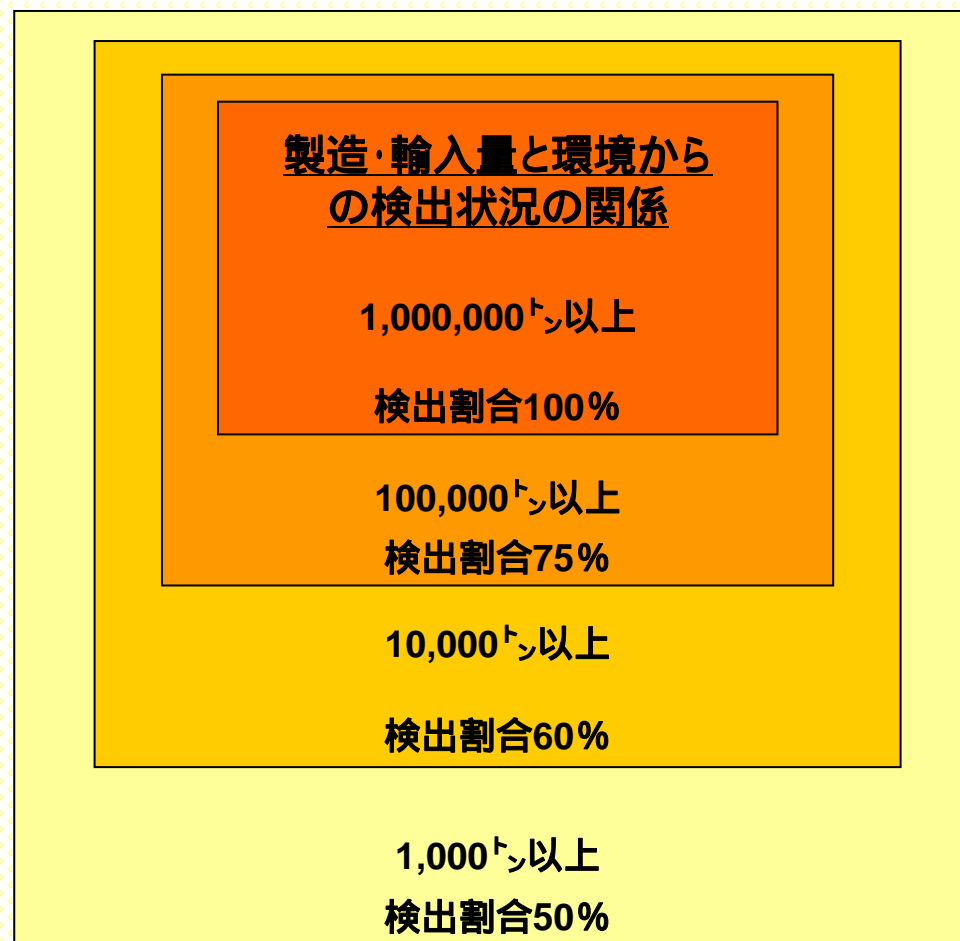 製造･輸入量と環境から
の検出状況の関係
1,000,000㌧以上
検出割合100％
100,000㌧以上
検出割合75％
10,000㌧以上
検出割合60％
1,000㌧以上
検出割合50％